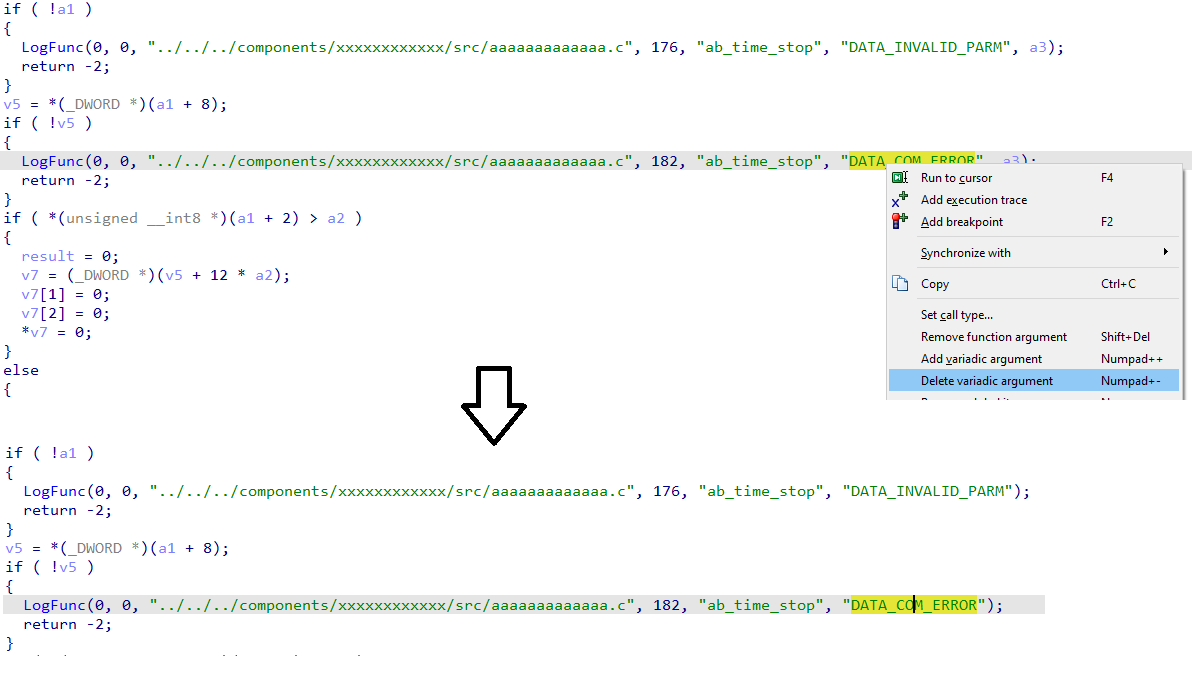 if ( !a1 )
{
LogFunc(0, 0, "../../../components/xxxxxxxxxxxx/src/aaaaaaaaaaaaa.c", 176, "ab_time_stop", "DATA_INVALID_PARM", a3);
return -2;
}
v5 = *(_DWORD *)(a1 + 8);
if ( !v5 )
{
LogFunc(0, 0, "../../../components/xxxxxxxxxxxx/src/aaaaaaaaaaaaa.c", 182, "ab_time_stop", "DATA_COM_ERROR", a3);
return -2;
}
if ( *(unsigned __int8 *)(a1 + 2) > a2 )
{
result = 0;
v7 = (_DWORD *)(v5 + 12 * a2);
v7[1] = 0;
v7[2] = 0;
*v7 = 0;
}
else
{
Run to cursor F4
Add execution trace
Add breakpoint F2
Synchronize with
Copy Ctrl+C
Set call type...
Remove function argument Shift+Del
Add variadic argument Numpad++
Delete variadic argument Numpad+-
if ( !a1 )
{
LogFunc(0, 0, "../../../components/xxxxxxxxxxxx/src/aaaaaaaaaaaaa.c", 176, "ab_time_stop", "DATA_INVALID_PARM");
return -2;
}
v5 = *(_DWORD *)(a1 + 8);
if ( !v5 )
{
LogFunc(0, 0, "../../../components/xxxxxxxxxxxx/src/aaaaaaaaaaaaa.c", 182, "ab_time_stop", "DATA_COM_ERROR");
return -2;
}